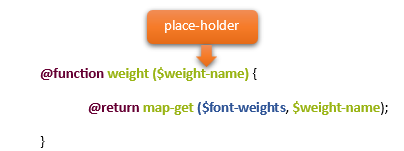 place-holder
@function weight ($weight-name) {
@return map-get ($font-weights, $weight-name);
}